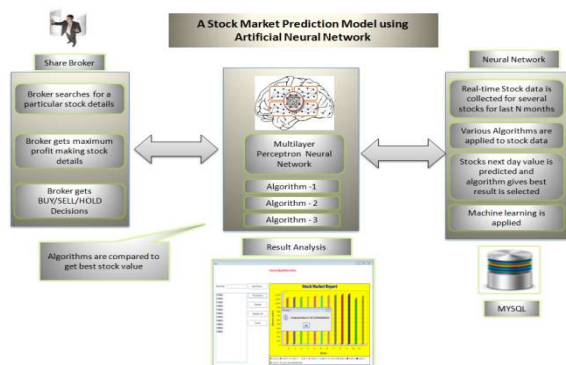 A Stock Market Prediction Model using
Artificial Neural Network
Share Broker
Broker searches for a
particular stock details
Broker gets maximum
profit making stock
details
Broker gets
BUY/SELL/HOLD
Decisions
Algorithms are compared to
get best stock value
Multilayer
Perceptron Neural
Network
Algorithm -1
Algorithm - 2
Algorithm - 3
Result Analysis
Stock Market Report
Neural Network
Real-time Stock data is
collected for several
stocks for last N months
Various Algorithms are
applied to stock data
Stocks next day value is
predicted and algorithm gives
best result is selected
Machine learning is
applied
MYSQL